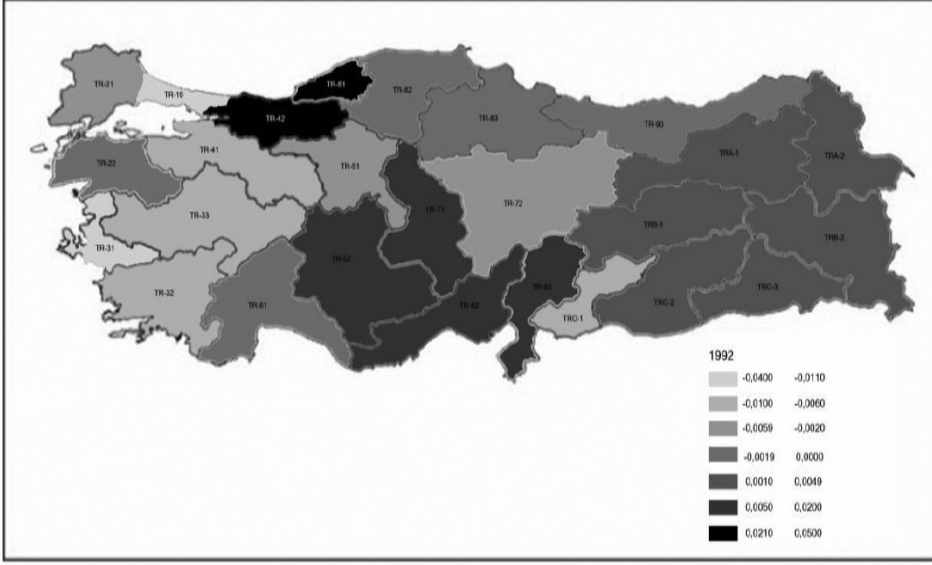 TR-81
TR-21
TR-10
TR-82
TR-42
TR-83
TR-90
TR-41
TRA-1
TRA-2
TR-22
TR-51
TR-72
TR-71
TR-33
TRB-1
TRB-2
TR-31
TR-52
TR-63
TRC-3
TR-32
TR-61
TR-62
TRC-2
TRC-1
1992
-0,0400 -0,0110
-0,0100 -0,0060
-0,0059 -0,0020
-0,0019 0,0000
0,0010 0,0049
0,0050 0,0200
0,0210 0,0500